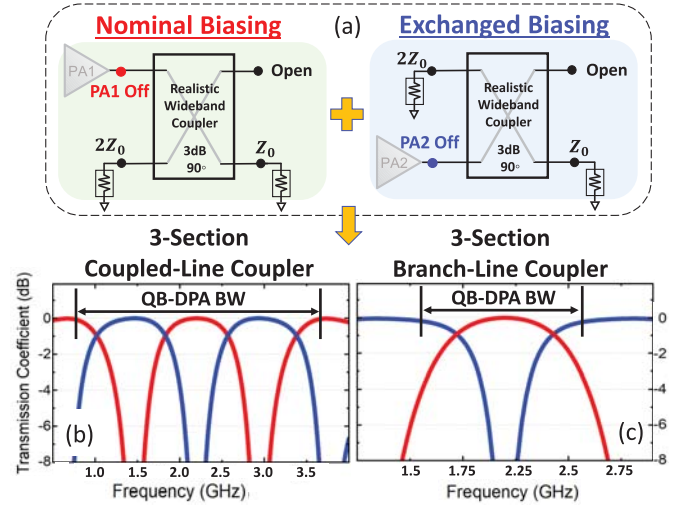 Nominal Biasing
(a)
Exchanged Biasing
PA1
PA1 Off
Realistic
Wideband
Coupler
3dB
90°
Open
2Z0
Z0
2Z0
PA2
PA2 Off
Realistic
Wideband
Coupler
3dB
90°
Open
Z0
3-Section
Coupled-Line Coupler
3-Section
Branch-Line Coupler
Transmission Coefficient (dB)
QB-DPA BW
0
-2
-4
-6
-8
(b)
1.0
1.5
2.0
2.5
3.0
3.5
Frequency (GHz)
QB-DPA BW
0
-2
-4
-6
-8
(c)
1.5
1.75
2.25
2.5
2.75
Frequency (GHz)